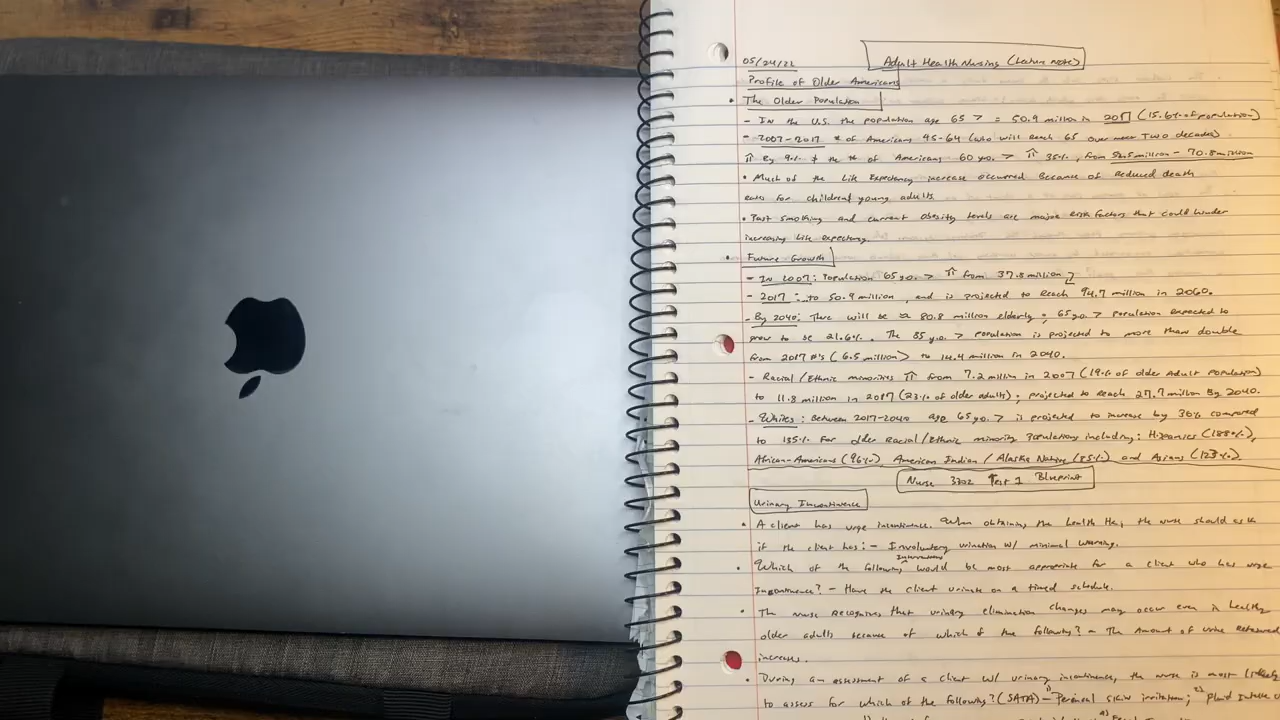 05/24/22
Adult Health Nursing (Lecture note)
Profile of Older Americans
• The Older Population
- In the U.S. the population age 65 > = 50.9 million in 2017 (15.6% of population)
- 2007-2017 # of Americans 45-64 (who will reach 65 over next Two decades)
⇈ By 9% & the # of Americans 60 yo. > ⇈ 35%, from 52.5 million - 70.8 million
• Much of the Life Expectancy increase occurred Because of reduced death
rates for children/young adults.
• Past smoking and current obesity levels are major risk factors that could hinder
increasing life expectancy.
• Future Growth
- In 2007: Population 65 yo. > ⇈ from 37.8 million,
- 2017 : to 50.9 million, and is projected to reach 94.7 million in 2060.
- By 2040: There will be ≈ 80.8 million elderly; 65 yo. > Population expected to
grow to be 21.6%. The 85 yo. > Population is projected to more than double
from 2017 #'s (6.5 million) to 14.4 million in 2040.
- Racial/Ethnic minorities ⇈ from 7.2 million in 2007 (19% of older Adult Population)
to 11.8 million in 2017 (23% of older adults); projected to reach 27.7 million By 2040.
- Whites: Between 2017-2040 age 65 yo. > is projected to increase by 36% compared
to 135% for older Racial/Ethnic minority Populations including: Hispanics (188%),
African-Americans (96%), American Indian/Alaska Native (85%) and Asians (123%).
Nurse 3302 Test 1 Blueprint
Urinary Incontinence
• A client has urge incontinence. When obtaining the health Hx, the nurse should ask
if the client has: - Involuntary urination w/ minimal warning.
• Which of the following intervention would be most appropriate for a client who has urge
Incontinence? - Have the client urinate on a timed schedule.
• The nurse recognizes that urinary elimination changes may occur even in healthy
older adults because of which of the following? - The Amount of urine retained
increases.
• During an assessment of a client w/ urinary incontinence, the nurse is most likely
to assess for which of the following? (SATA) - 1) Perineal skin irritation; 2) Fluid